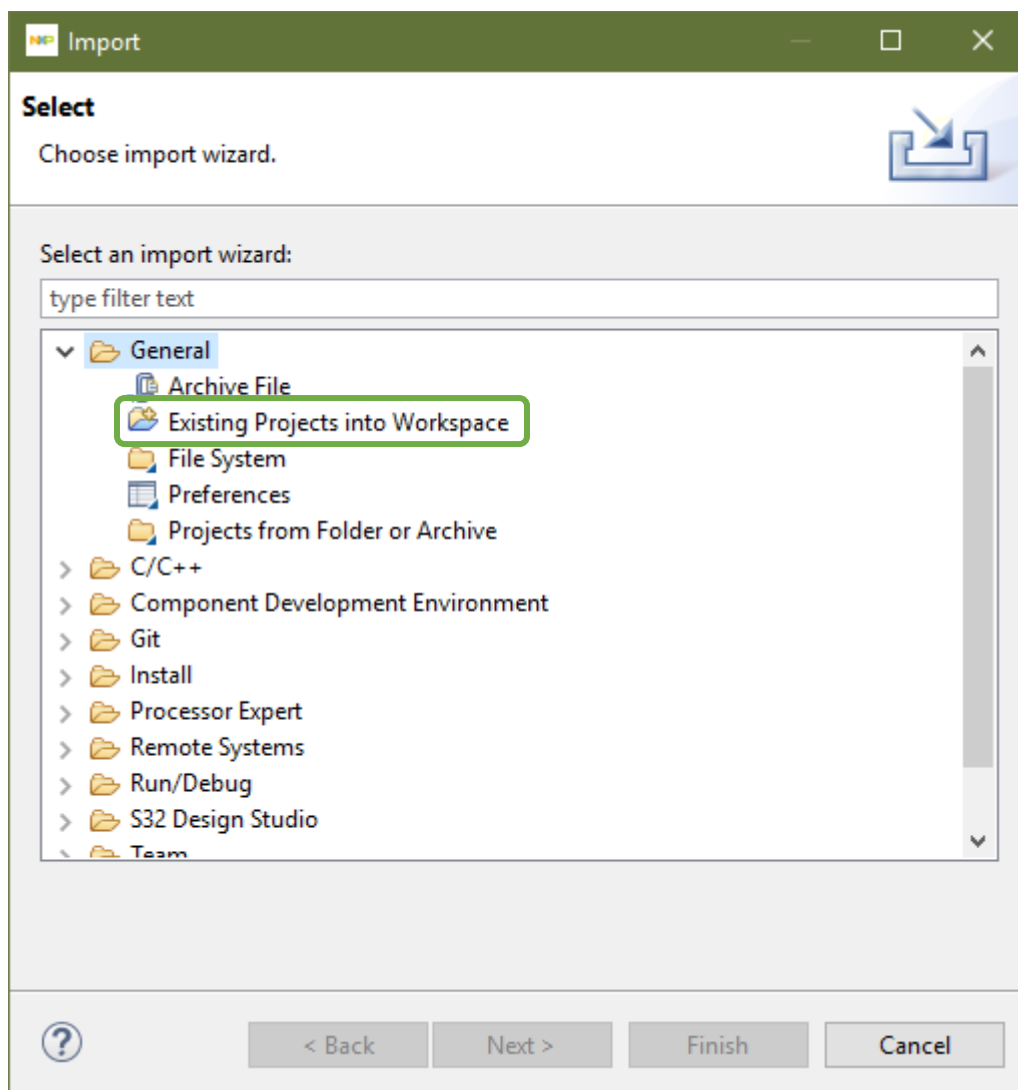 NXP Import
Select
Choose import wizard.
Select an import wizard:
type filter text
General
Archive File
Existing Projects into Workspace
File System
Preferences
Projects from Folder or Archive
C/C++
Component Development Environment
Git
Install
Processor Expert
Remote Systems
Run/Debug
S32 Design Studio
Team
? < Back Next > Finish Cancel